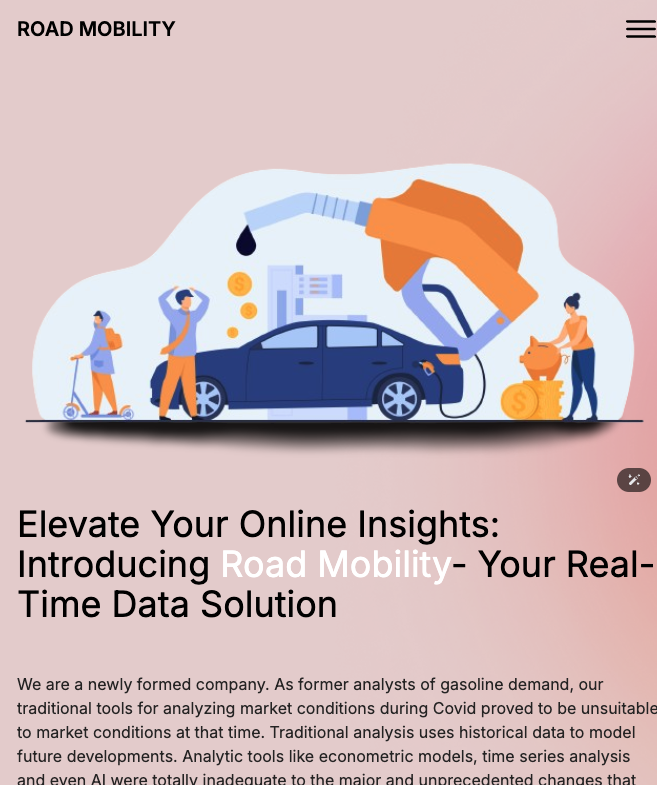 ROAD MOBILITY
$
$
$
$
Elevate Your Online Insights:
Introducing Road Mobility- Your Real-
Time Data Solution
We are a newly formed company. As former analysts of gasoline demand, our
traditional tools for analyzing market conditions during Covid proved to be unsuitable
to market conditions at that time. Traditional analysis uses historical data to model
future developments. Analytic tools like econometric models, time series analysis
and even AI were totally inadequate to the major and unprecedented changes that